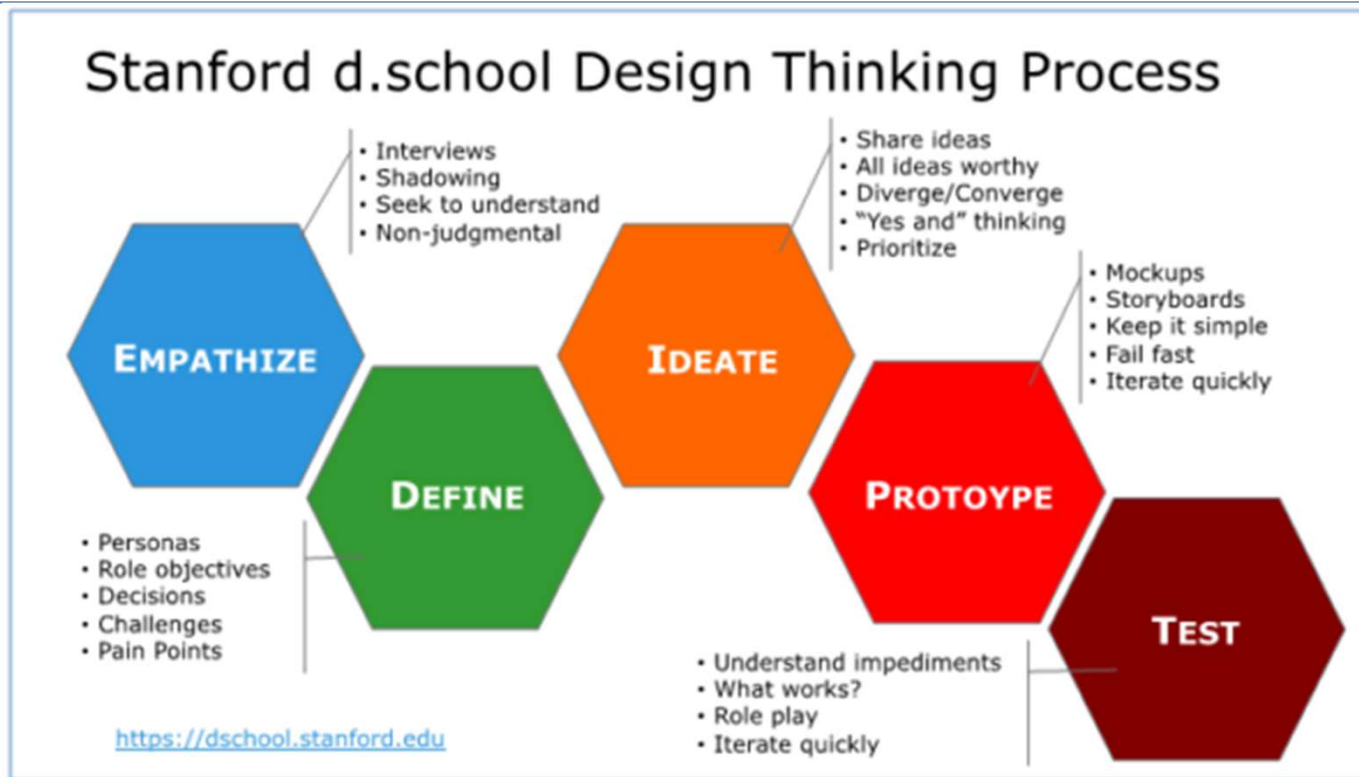 Stanford d.school Design Thinking Process
• Interviews
• Shadowing
• Seek to understand
• Non-judgmental
EMPATHIZE
• Personas
• Role objectives
• Decisions
• Challenges
• Pain Points
DEFINE
• Share ideas
• All ideas worthy
• Diverge/Converge
• “Yes and” thinking
• Prioritize
IDEATE
• Mockups
• Storyboards
• Keep it simple
• Fail fast
• Iterate quickly
PROTOYPE
• Understand impediments
• What works?
• Role play
• Iterate quickly
TEST
https://dschool.stanford.edu